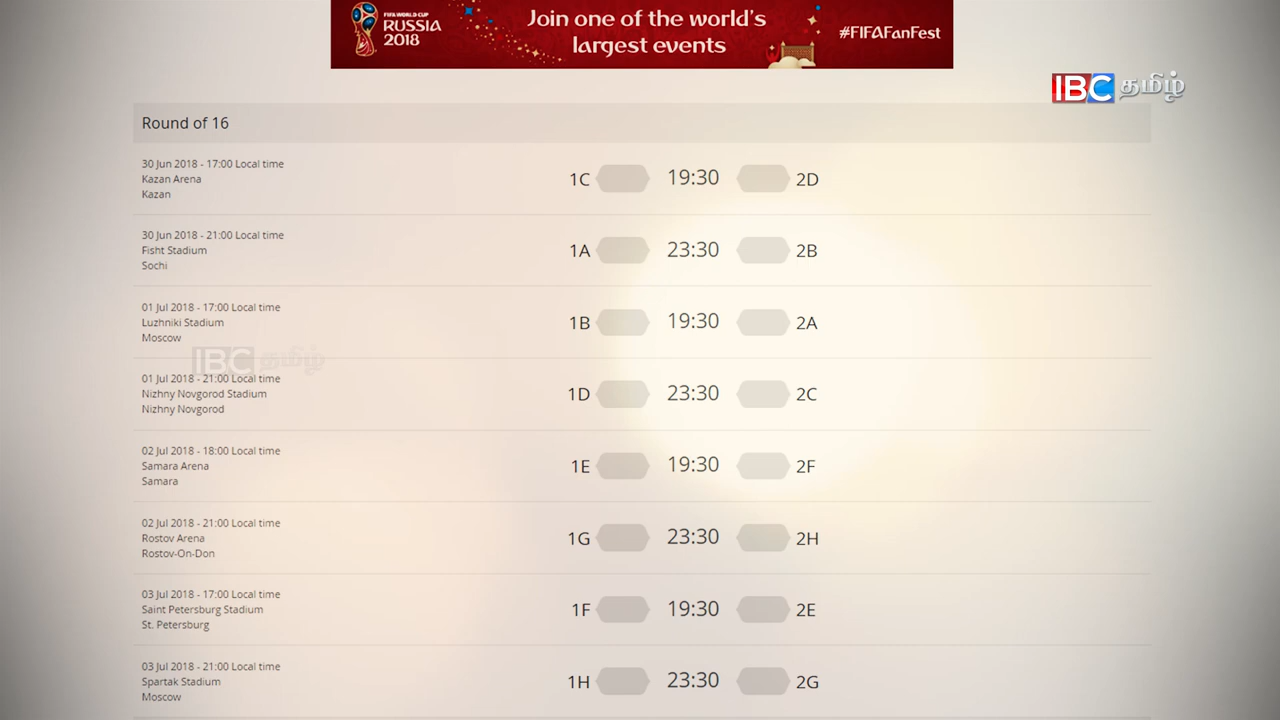 FIFA WORLD CUP
RUSSIA
2018
Join one of the world's
largest events
#FIFAFanFest
IBC தமிழ்
Round of 16
30 Jun 2018 - 17:00 Local time
Kazan Arena
Kazan
1C 19:30 2D
30 Jun 2018 - 21:00 Local time
Fisht Stadium
Sochi
1A 23:30 2B
01 Jul 2018 - 17:00 Local time
Luzhniki Stadium
Moscow
1B 19:30 2A
IBC தமிழ்
01 Jul 2018 - 21:00 Local time
Nizhny Novgorod Stadium
Nizhny Novgorod
1D 23:30 2C
02 Jul 2018 - 18:00 Local time
Samara Arena
Samara
1E 19:30 2F
02 Jul 2018 - 21:00 Local time
Rostov Arena
Rostov-On-Don
1G 23:30 2H
03 Jul 2018 - 17:00 Local time
Saint Petersburg Stadium
St. Petersburg
1F 19:30 2E
03 Jul 2018 - 21:00 Local time
Spartak Stadium
Moscow
1H 23:30 2G